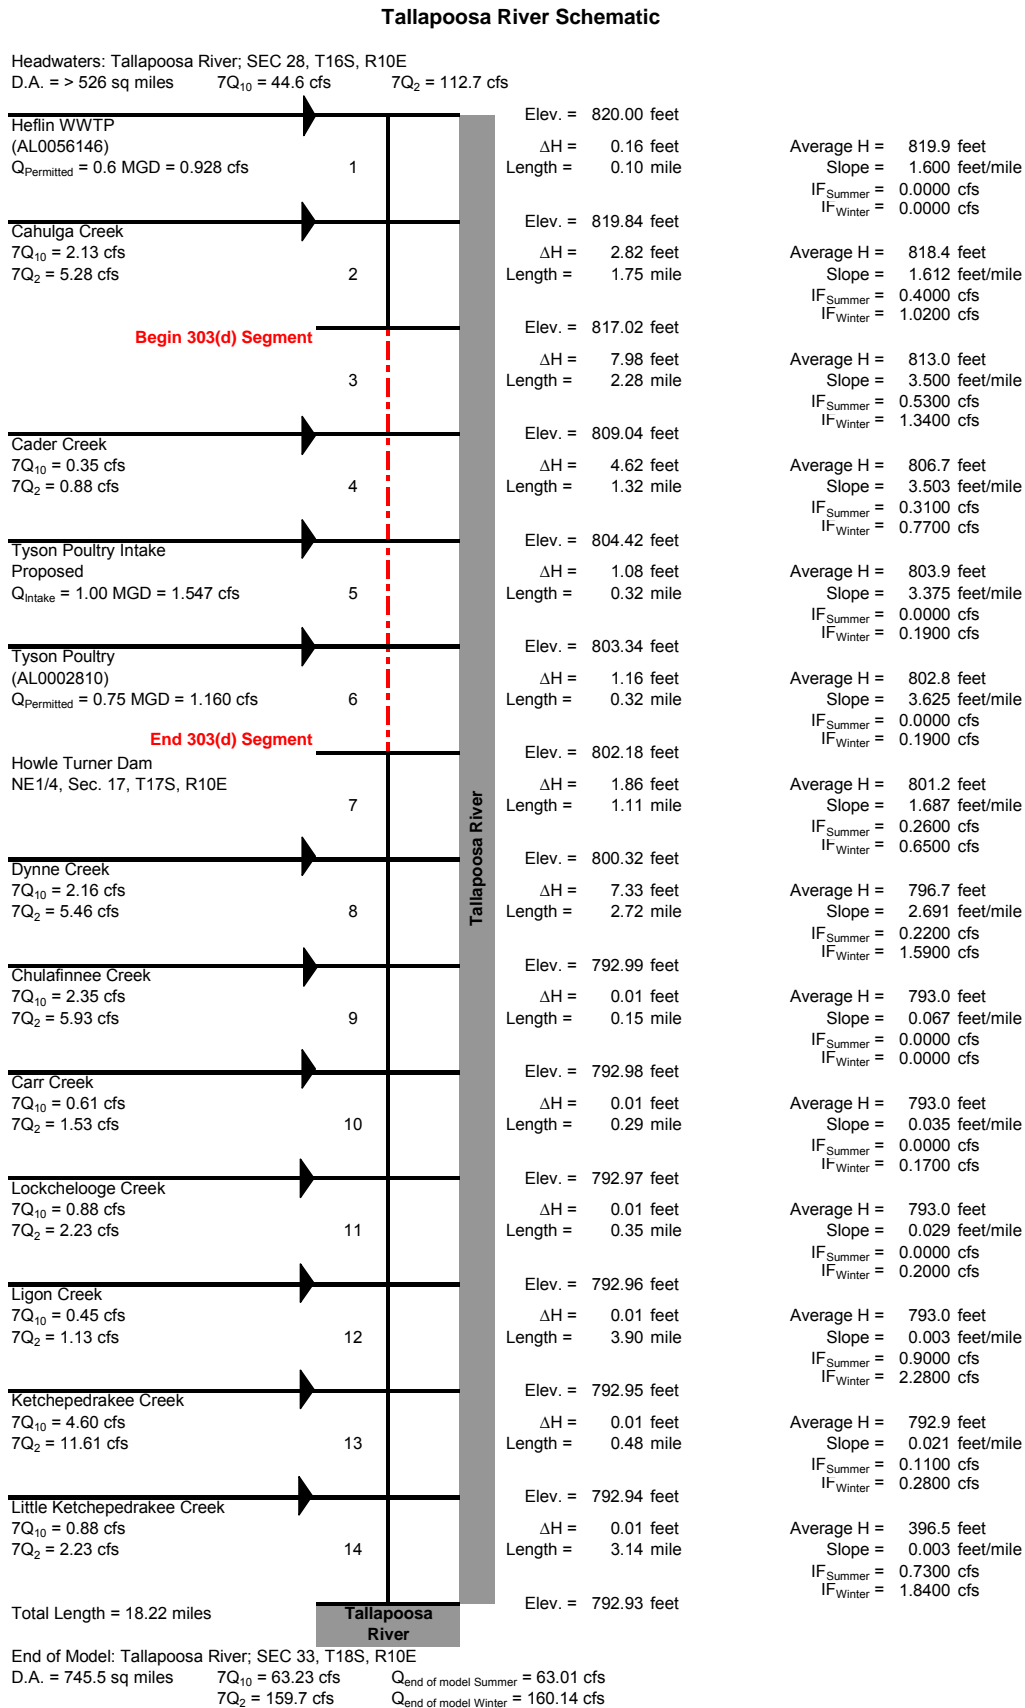 Tallapoosa River Schematic
Headwaters: Tallapoosa River; SEC 28, T16S, R10E
D.A. = > 526 sq miles 7Q10 = 44.6 cfs 7Q2 = 112.7 cfs
Elev. = 820.00 feet
Heflin WWTP
(AL0056146) ΔH = 0.16 feet Average H = 819.9 feet
QPermitted = 0.6 MGD = 0.928 cfs 1 Length = 0.10 mile Slope = 1.600 feet/mile
IFSummer = 0.0000 cfs
IFWinter = 0.0000 cfs
Elev. = 819.84 feet
Cahulga Creek
7Q10 = 2.13 cfs ΔH = 2.82 feet Average H = 818.4 feet
7Q2 = 5.28 cfs 2 Length = 1.75 mile Slope = 1.612 feet/mile
IFSummer = 0.4000 cfs
IFWinter = 1.0200 cfs
Elev. = 817.02 feet
Begin 303(d) Segment
ΔH = 7.98 feet Average H = 813.0 feet
3 Length = 2.28 mile Slope = 3.500 feet/mile
IFSummer = 0.5300 cfs
IFWinter = 1.3400 cfs
Elev. = 809.04 feet
Cader Creek
7Q10 = 0.35 cfs ΔH = 4.62 feet Average H = 806.7 feet
7Q2 = 0.88 cfs 4 Length = 1.32 mile Slope = 3.503 feet/mile
IFSummer = 0.3100 cfs
IFWinter = 0.7700 cfs
Elev. = 804.42 feet
Tyson Poultry Intake
Proposed ΔH = 1.08 feet Average H = 803.9 feet
QIntake = 1.00 MGD = 1.547 cfs 5 Length = 0.32 mile Slope = 3.375 feet/mile
IFSummer = 0.0000 cfs
IFWinter = 0.1900 cfs
Elev. = 803.34 feet
Tyson Poultry
(AL0002810) ΔH = 1.16 feet Average H = 802.8 feet
QPermitted = 0.75 MGD = 1.160 cfs 6 Length = 0.32 mile Slope = 3.625 feet/mile
IFSummer = 0.0000 cfs
End 303(d) Segment IFWinter = 0.1900 cfs
Elev. = 802.18 feet
Howle Turner Dam
NE1/4, Sec. 17, T17S, R10E ΔH = 1.86 feet Average H = 801.2 feet
7 Length = 1.11 mile Slope = 1.687 feet/mile
IFSummer = 0.2600 cfs
IFWinter = 0.6500 cfs
Tallapoosa River
Elev. = 800.32 feet
Dynne Creek
7Q10 = 2.16 cfs ΔH = 7.33 feet Average H = 796.7 feet
7Q2 = 5.46 cfs 8 Length = 2.72 mile Slope = 2.691 feet/mile
IFSummer = 0.2200 cfs
IFWinter = 1.5900 cfs
Elev. = 792.99 feet
Chulafinnee Creek
7Q10 = 2.35 cfs ΔH = 0.01 feet Average H = 793.0 feet
7Q2 = 5.93 cfs 9 Length = 0.15 mile Slope = 0.067 feet/mile
IFSummer = 0.0000 cfs
IFWinter = 0.0000 cfs
Elev. = 792.98 feet
Carr Creek
7Q10 = 0.61 cfs ΔH = 0.01 feet Average H = 793.0 feet
7Q2 = 1.53 cfs 10 Length = 0.29 mile Slope = 0.035 feet/mile
IFSummer = 0.0000 cfs
IFWinter = 0.1700 cfs
Elev. = 792.97 feet
Lockchelooge Creek
7Q10 = 0.88 cfs ΔH = 0.01 feet Average H = 793.0 feet
7Q2 = 2.23 cfs 11 Length = 0.35 mile Slope = 0.029 feet/mile
IFSummer = 0.0000 cfs
IFWinter = 0.2000 cfs
Elev. = 792.96 feet
Ligon Creek
7Q10 = 0.45 cfs ΔH = 0.01 feet Average H = 793.0 feet
7Q2 = 1.13 cfs 12 Length = 3.90 mile Slope = 0.003 feet/mile
IFSummer = 0.9000 cfs
IFWinter = 2.2800 cfs
Elev. = 792.95 feet
Ketchepedrakee Creek
7Q10 = 4.60 cfs ΔH = 0.01 feet Average H = 792.9 feet
7Q2 = 11.61 cfs 13 Length = 0.48 mile Slope = 0.021 feet/mile
IFSummer = 0.1100 cfs
IFWinter = 0.2800 cfs
Elev. = 792.94 feet
Little Ketchepedrakee Creek
7Q10 = 0.88 cfs ΔH = 0.01 feet Average H = 396.5 feet
7Q2 = 2.23 cfs 14 Length = 3.14 mile Slope = 0.003 feet/mile
IFSummer = 0.7300 cfs
IFWinter = 1.8400 cfs
Elev. = 792.93 feet
Total Length = 18.22 miles Tallapoosa
River
End of Model: Tallapoosa River; SEC 33, T18S, R10E
D.A. = 745.5 sq miles 7Q10 = 63.23 cfs Qend of model Summer = 63.01 cfs
7Q2 = 159.7 cfs Qend of model Winter = 160.14 cfs